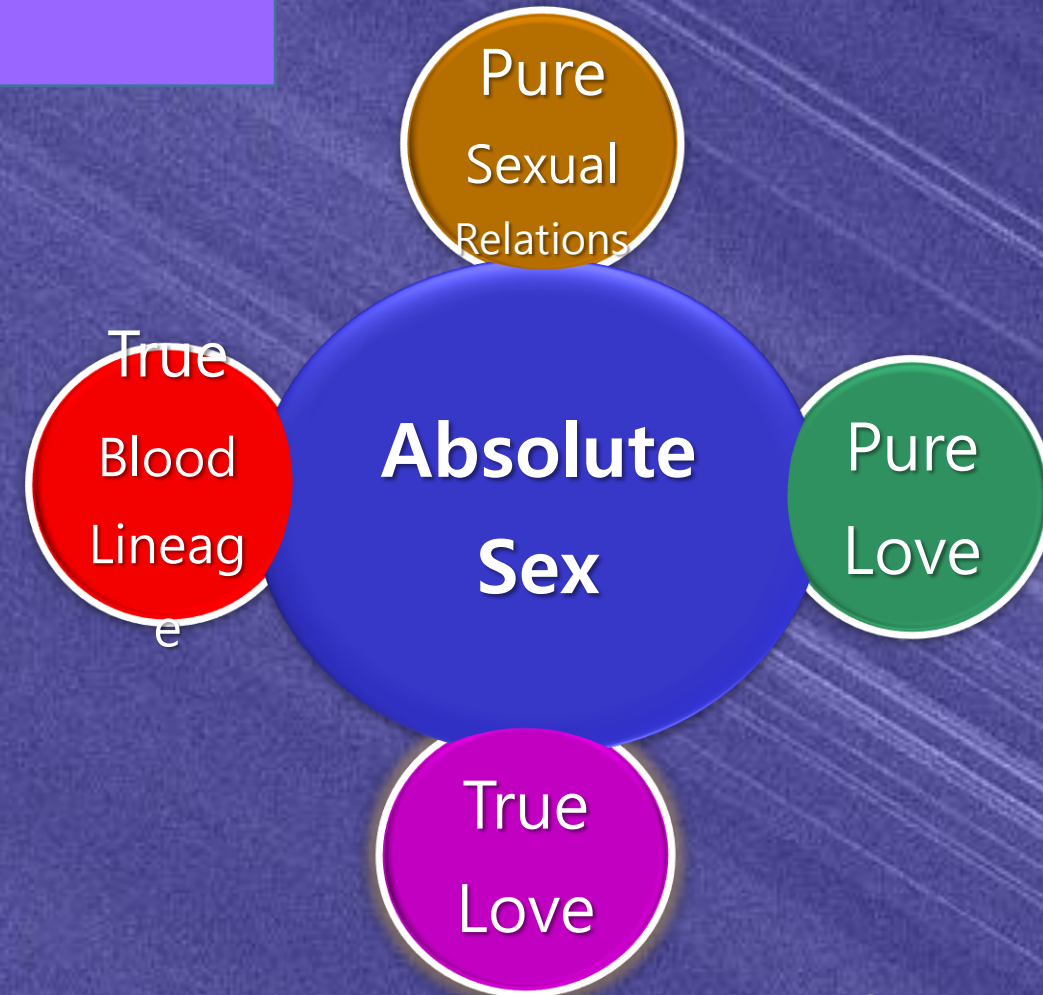 Pure
Sexual
Relations
True
Blood
Lineag
e
Absolute
Sex
Pure
Love
True
Love